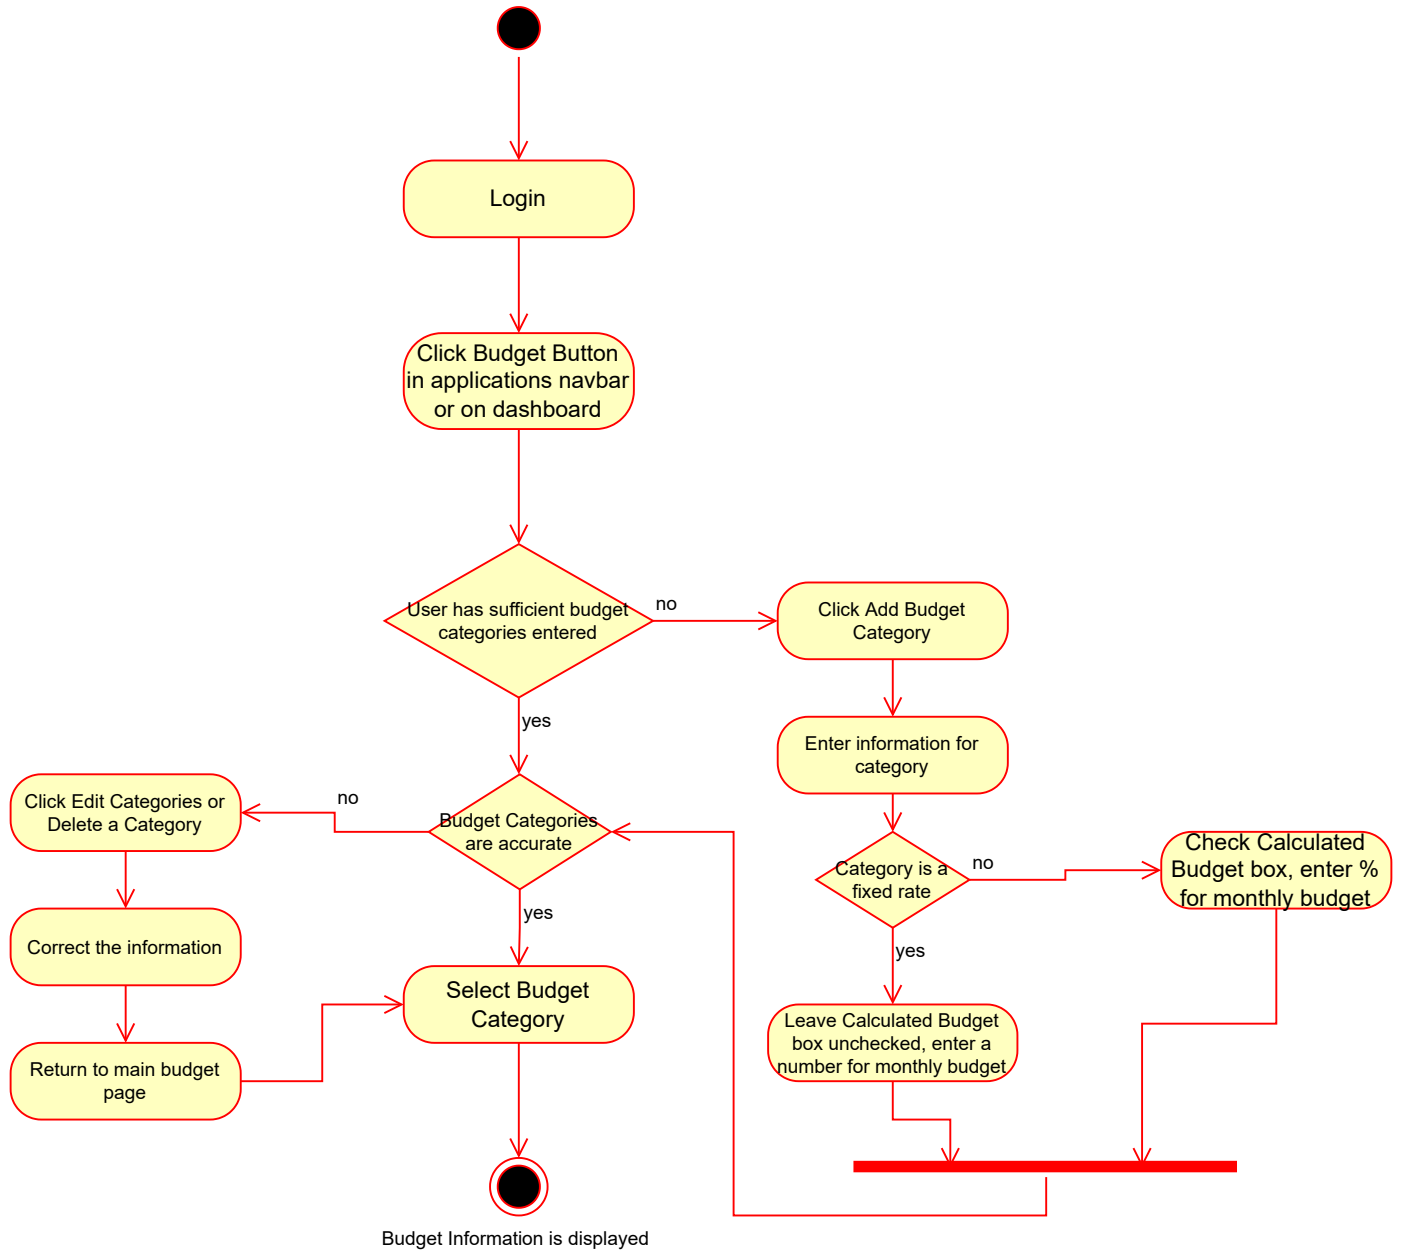 Login
Click Budget Button
in applications navbar
or on dashboard
User has sufficient budget
categories entered
no
Click Add Budget
Category
yes
Enter information for
category
Click Edit Categories or
Delete a Category
no
Budget Categories
are accurate
Category is a
fixed rate
no
Check Calculated
Budget box, enter %
for monthly budget
yes
yes
Correct the information
Select Budget
Category
Leave Calculated Budget
box unchecked, enter a
number for monthly budget
Return to main budget
page
Budget Information is displayed